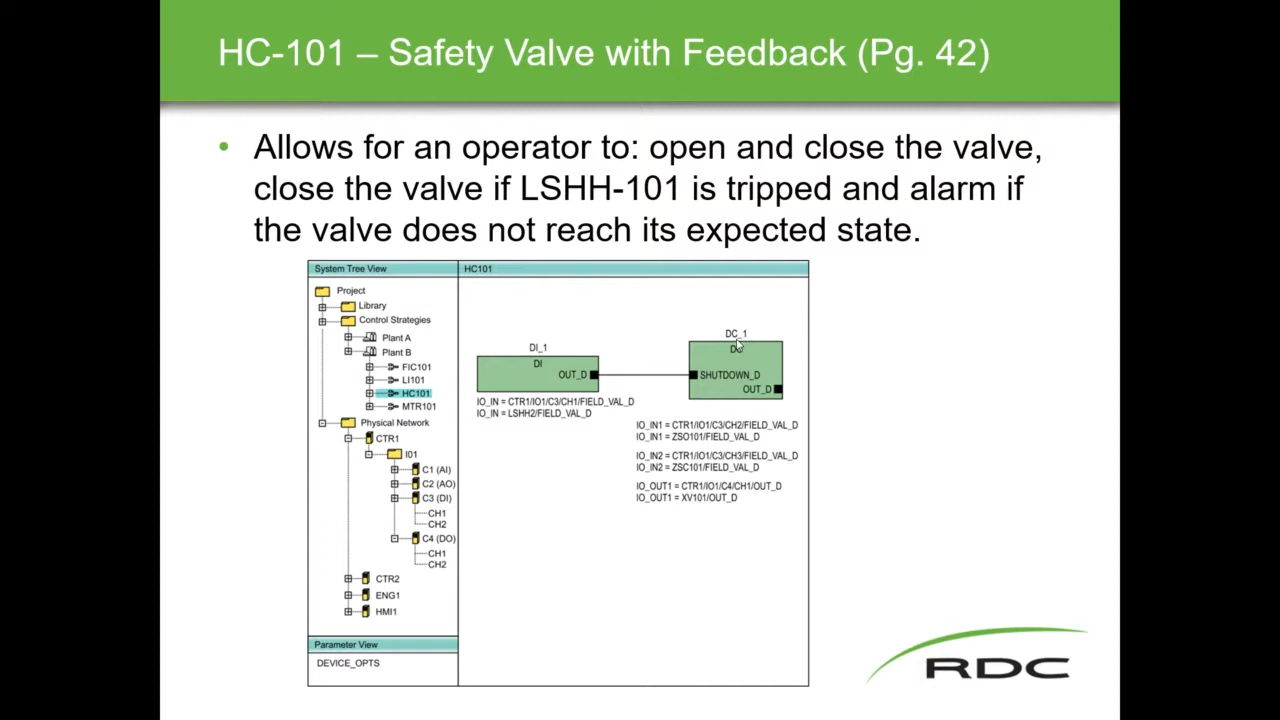 HC-101 – Safety Valve with Feedback (Pg. 42)
• Allows for an operator to: open and close the valve,
close the valve if LSHH-101 is tripped and alarm if
the valve does not reach its expected state.
System Tree View
HC101
Project
Library
Control Strategies
Plant A
Plant B
FIC101
LI101
HC101
MTR101
Physical Network
CTR1
I01
C1 (AI)
C2 (AO)
C3 (DI)
CH1
CH2
C4 (DO)
CH1
CH2
CTR2
ENG1
HMI1
Parameter View
DEVICE_OPTS
DI_1
DI
OUT_D
IO_IN = CTR1/IO1/C3/CH1/FIELD_VAL_D
IO_IN = LSHH2/FIELD_VAL_D
DC_1
SHUTDOWN_D
OUT_D
IO_IN1 = CTR1/IO1/C3/CH2/FIELD_VAL_D
IO_IN1 = ZSO101/FIELD_VAL_D
IO_IN2 = CTR1/IO1/C3/CH3/FIELD_VAL_D
IO_IN2 = ZSC101/FIELD_VAL_D
IO_OUT1 = CTR1/IO1/C4/CH1/OUT_D
IO_OUT1 = XV101/OUT_D
RDC